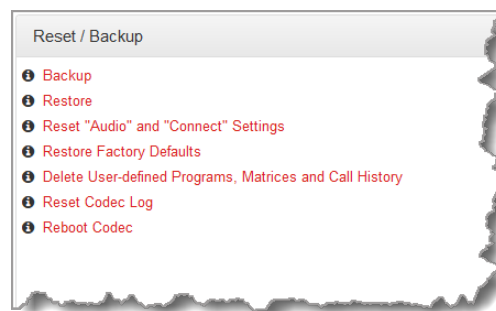 Reset / Backup
Backup
Restore
Reset "Audio" and "Connect" Settings
Restore Factory Defaults
Delete User-defined Programs, Matrices and Call History
Reset Codec Log
Reboot Codec